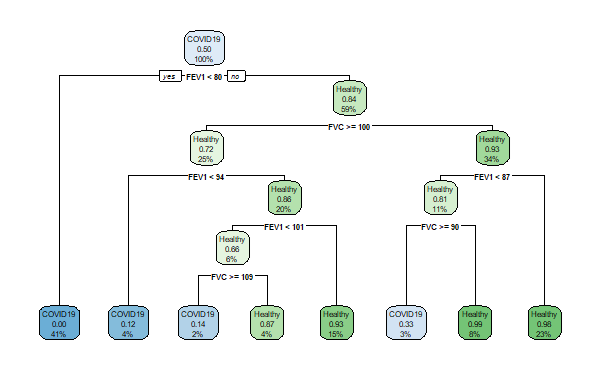 COVID19
0.50
100%
yes FEV1 < 80 no
Healthy
0.84
59%
FVC >= 100
Healthy
0.72
25%
Healthy
0.93
34%
FEV1 < 94
FEV1 < 87
Healthy
0.86
20%
Healthy
0.81
11%
FEV1 < 101
FVC >= 90
Healthy
0.66
6%
FVC >= 109
COVID19
0.00
41%
COVID19
0.12
4%
COVID19
0.14
2%
Healthy
0.87
4%
Healthy
0.93
15%
COVID19
0.33
3%
Healthy
0.99
8%
Healthy
0.98
23%